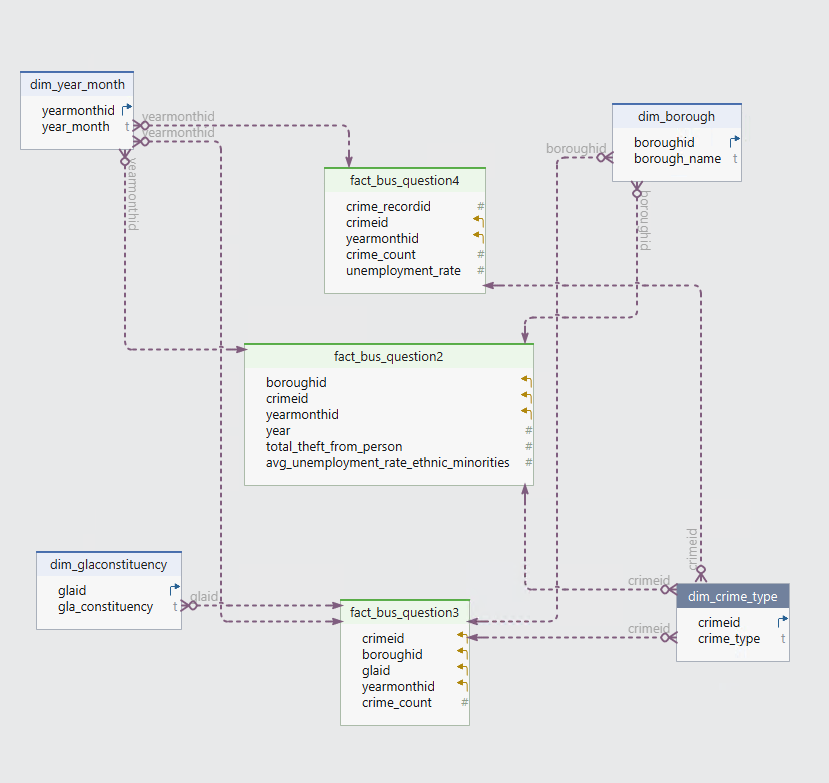 dim_year_month
yearmonthid
year_month t
yearmonthid
yearmonthid
yearmonthid
dim_borough
boroughid
borough_name t
boroughid
boroughid
fact_bus_question4
crime_recordid #
crimeid
yearmonthid
crime_count #
unemployment_rate #
fact_bus_question2
boroughid
crimeid
yearmonthid
year #
total_theft_from_person #
avg_unemployment_rate_ethnic_minorities #
dim_glaconstituency
glaid
gla_constituency t
glaid
fact_bus_question3
crimeid
boroughid
glaid
yearmonthid
crime_count #
crimeid
crimeid
crimeid
dim_crime_type
crimeid
crime_type t